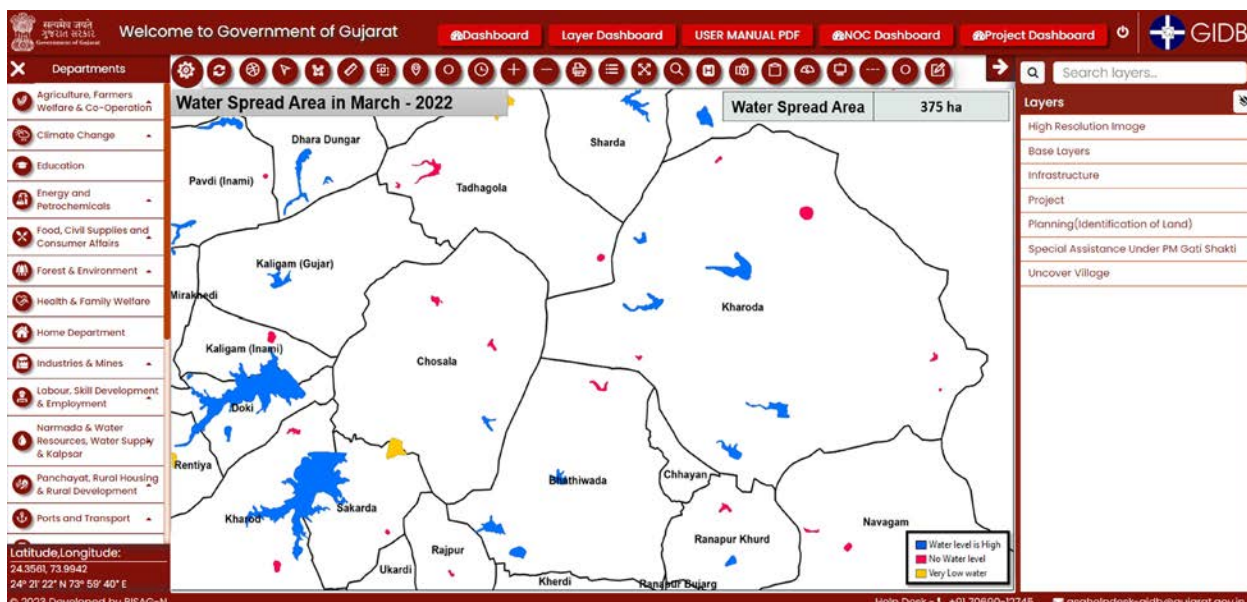 सत्यमेव जयते
ગુજરાત સરકાર
Government of Gujarat
Welcome to Government of Gujarat
Dashboard
Layer Dashboard
USER MANUAL PDF
NOC Dashboard
Project Dashboard
GIDB
Departments
Agriculture, Farmers
Welfare & Co-Operation
Climate Change
Education
Energy and
Petrochemicals
Food, Civil Supplies and
Consumer Affairs
Forest & Environment
Health & Family Welfare
Home Department
Industries & Mines
Labour, Skill Development
& Employment
Narmada & Water
Resources, Water Supply
& Kalpsar
Panchayat, Rural Housing
& Rural Development
Ports and Transport
Latitude,Longitude:
24.3561, 73.9942
24° 21' 22" N 73° 59' 40" E
Water Spread Area in March - 2022
Water Spread Area 375 ha
Dhara Dungar
Sharda
Pavdi (Inami)
Tadhagola
Kaligam (Gujar)
Mirakhedi
Kharoda
Kaligam (Inami)
Chosala
Doki
Rentiya
Chhayan
Bhathiwada
Kharod
Sakarda
Navagam
Ranapur Khurd
Rajpur
Ukardi
Kherdi
Ranapur Bujarg
Water level is High
No Water level
Very Low water
Search layers...
Layers
High Resolution Image
Base Layers
Infrastructure
Project
Planning(Identification of Land)
Special Assistance Under PM Gati Shakti
Uncover Village
© 2023 Developed by BISAG-N
Help Desk - +91 70690-12745